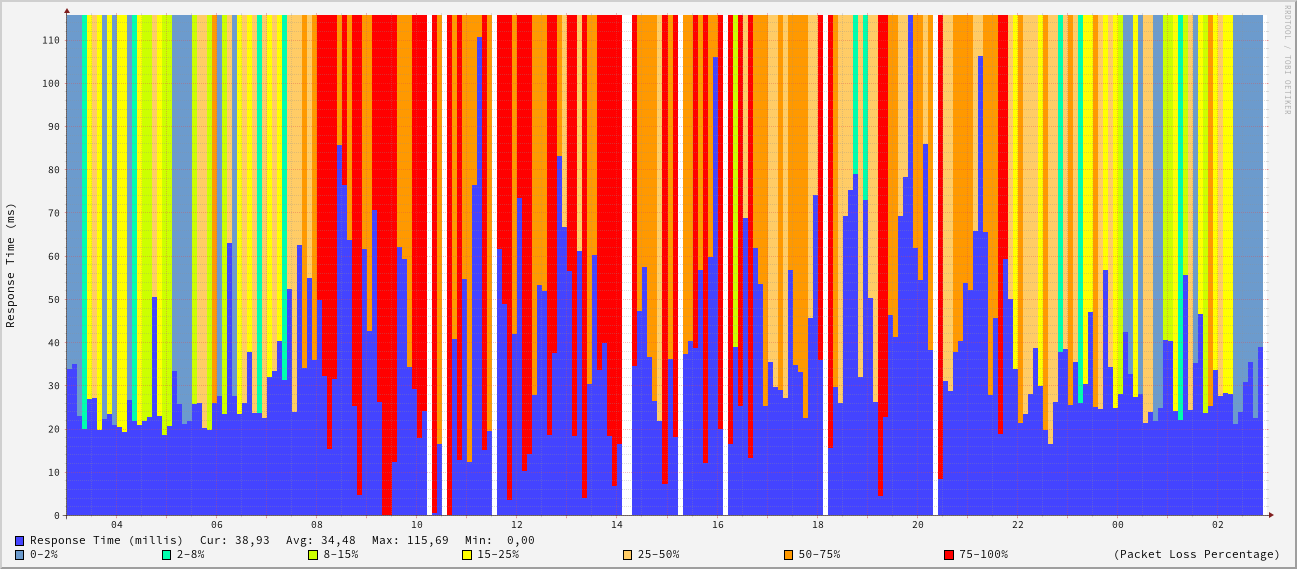 RRDTOOL / TOBI OETIKER
Response Time (ms)
110
100
90
80
70
60
50
40
30
20
10
0
04 06 08 10 12 14 16 18 20 22 00 02
Response Time (millis) Cur: 38,93 Avg: 34,48 Max: 115,69 Min: 0,00
0-2% 2-8% 8-15% 15-25% 25-50% 50-75% 75-100% (Packet Loss Percentage)